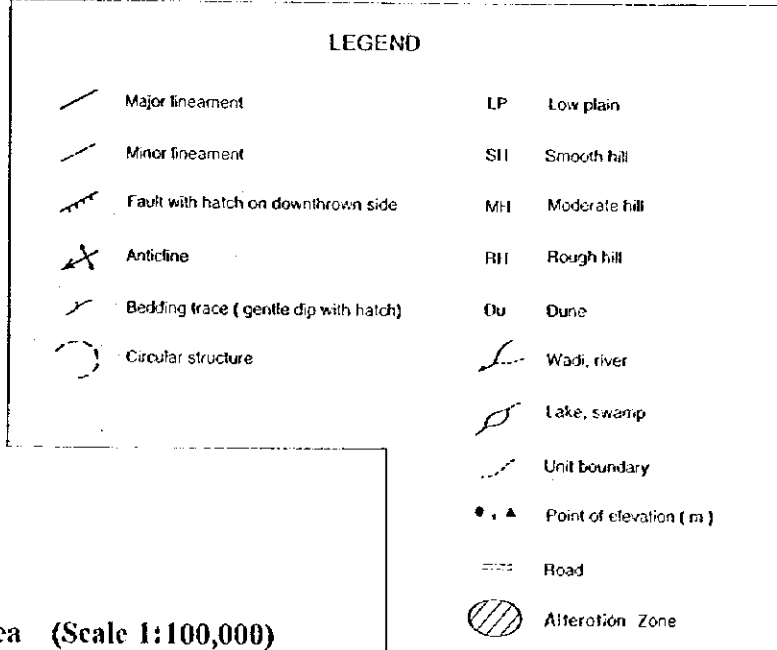 LEGEND
Major lineament
Minor lineament
Fault with hatch on downthrown side
Anticline
Bedding trace ( gentle dip with hatch)
Circular structure
LP Low plain
SH Smooth hill
MH Moderate hill
RH Rough hill
Du Dune
Wadi, river
Lake, swamp
Unit boundary
Point of elevation ( m )
Road
Alteration Zone
(Scale 1:100,000)